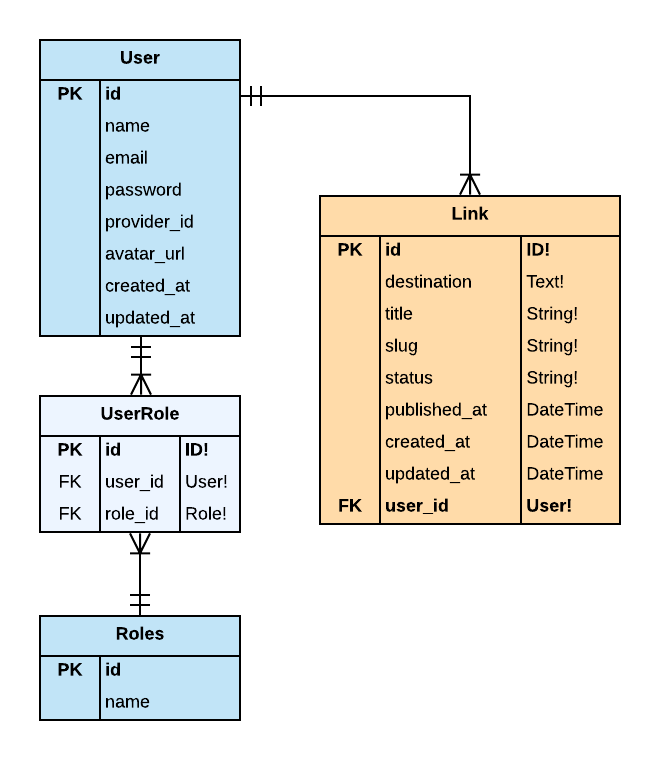 User
PK id
name
email
password
provider_id
avatar_url
created_at
updated_at
Link
PK id ID!
destination Text!
title String!
slug String!
status String!
published_at DateTime
created_at DateTime
updated_at DateTime
FK user_id User!
UserRole
PK id ID!
FK user_id User!
FK role_id Role!
Roles
PK id
name